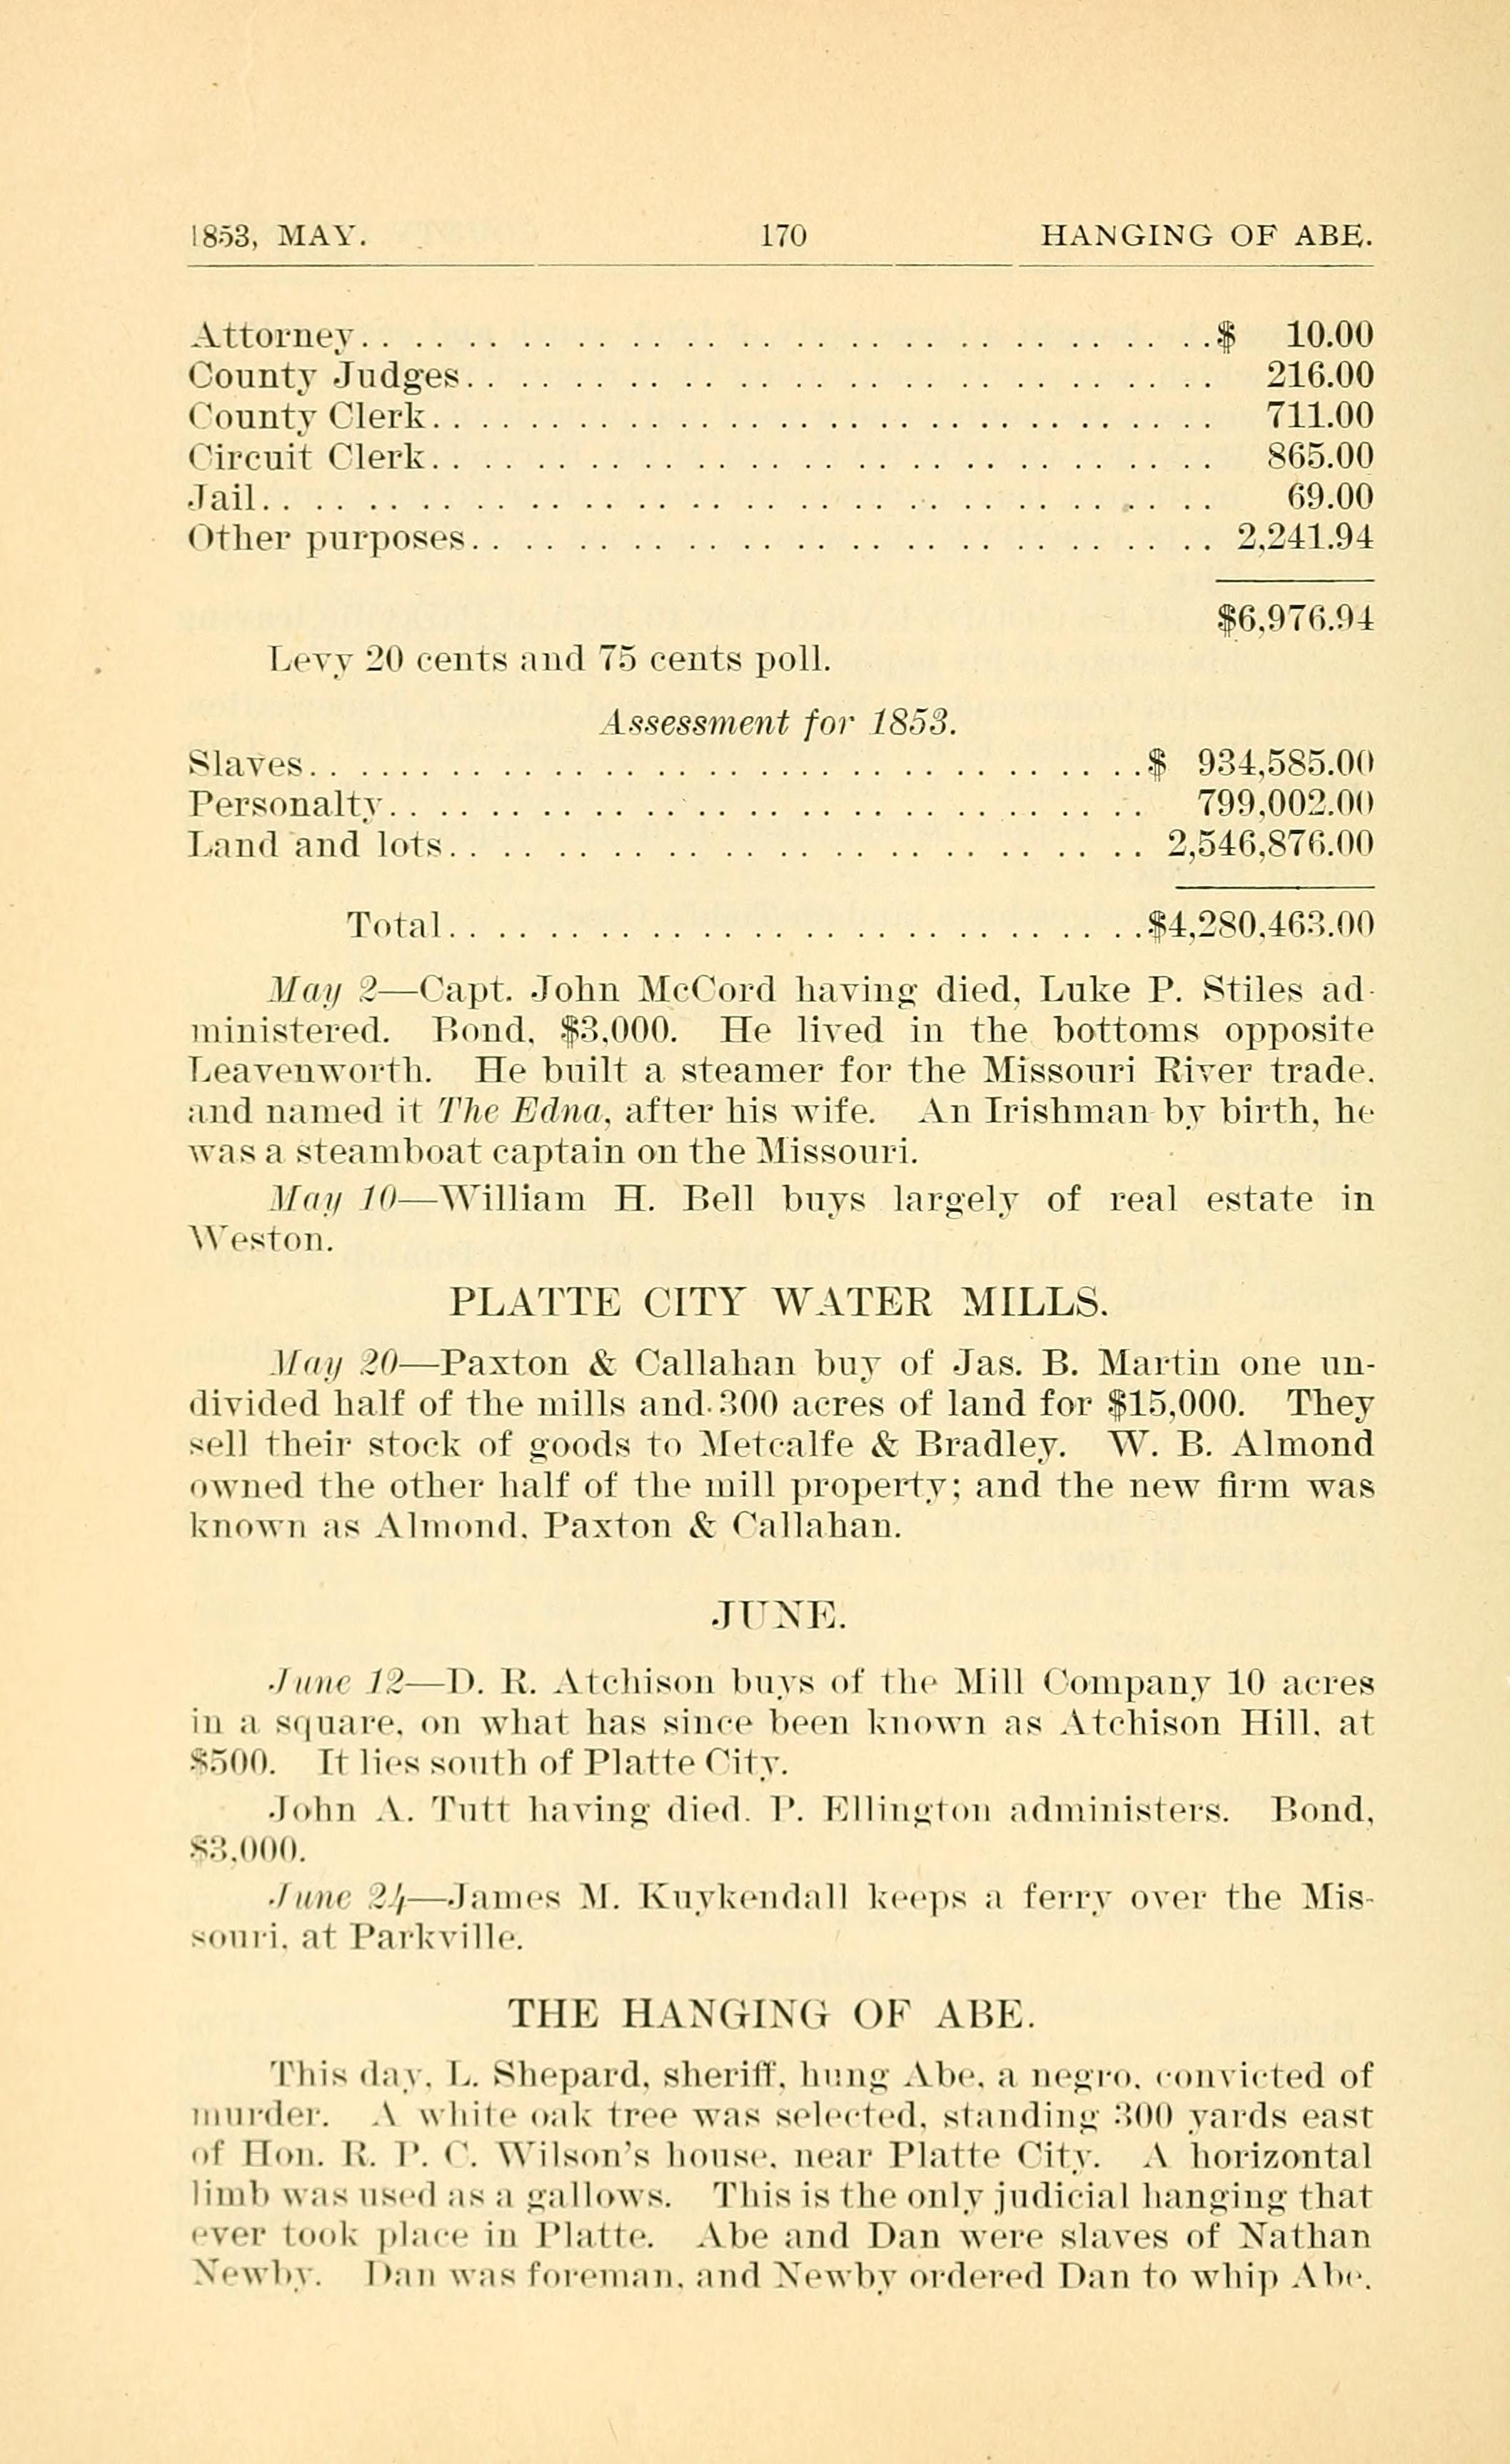 1853, MAY. 170 HANGING OF ABE.
Attorney. . . . . . . . . . . . . . . . . . . . . . . . . . . . . . . . $ 10.00
County Judges. . . . . . . . . . . . . . . . . . . . . . . . . . . . 216.00
County Clerk. . . . . . . . . . . . . . . . . . . . . . . . . . . . . 711.00
Circuit Clerk. . . . . . . . . . . . . . . . . . . . . . . . . . . . . 865.00
Jail. . . . . . . . . . . . . . . . . . . . . . . . . . . . . . . . . . . . 69.00
Other purposes. . . . . . . . . . . . . . . . . . . . . . . . . . . . 2,241.94
$6,976.94
Levy 20 cents and 75 cents poll.
Assessment for 1853.
Slaves. . . . . . . . . . . . . . . . . . . . . . . . . . . . . . . . $ 934,585.00
Personalty. . . . . . . . . . . . . . . . . . . . . . . . . . . . 799,002.00
Land and lots. . . . . . . . . . . . . . . . . . . . . . . . . . 2,546,876.00
Total. . . . . . . . . . . . . . . . . . . . . . . . . . . $4,280,463.00
May 2—Capt. John McCord having died, Luke P. Stiles ad-
ministered. Bond, $3,000. He lived in the bottoms opposite
Leavenworth. He built a steamer for the Missouri River trade,
and named it The Edna, after his wife. An Irishman by birth, he
was a steamboat captain on the Missouri.
May 10—William H. Bell buys largely of real estate in
Weston.
PLATTE CITY WATER MILLS.
May 20—Paxton & Callahan buy of Jas. B. Martin one un-
divided half of the mills and 300 acres of land for $15,000. They
sell their stock of goods to Metcalfe & Bradley. W. B. Almond
owned the other half of the mill property; and the new firm was
known as Almond, Paxton & Callahan.
JUNE.
June 12—D. R. Atchison buys of the Mill Company 10 acres
in a square, on what has since been known as Atchison Hill, at
$500. It lies south of Platte City.
John A. Tutt having died, P. Ellington administers. Bond,
$3,000.
June 24—James M. Kuykendall keeps a ferry over the Mis-
souri, at Parkville.
THE HANGING OF ABE.
This day, L. Shepard, sheriff, hung Abe, a negro, convicted of
murder. A white oak tree was selected, standing 300 yards east
of Hon. R. P. C. Wilson's house, near Platte City. A horizontal
limb was used as a gallows. This is the only judicial hanging that
ever took place in Platte. Abe and Dan were slaves of Nathan
Newby. Dan was foreman, and Newby ordered Dan to whip Abe.